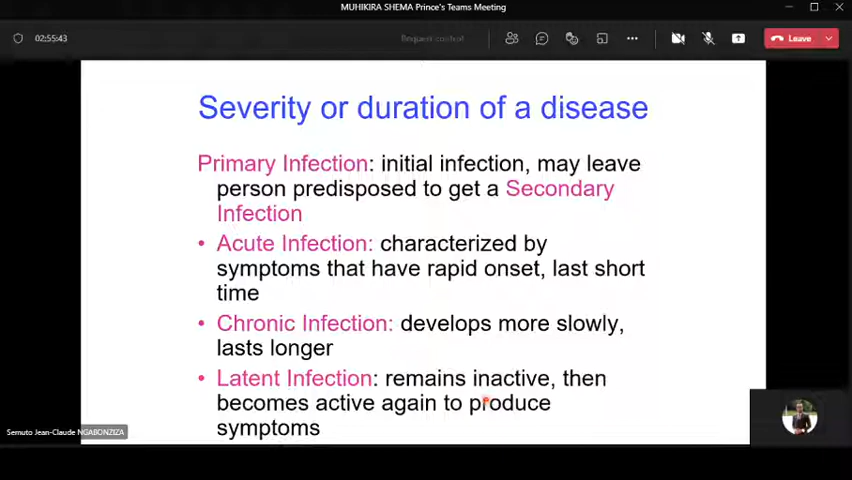 MUHIKIRA SHEMA Prince's Teams Meeting
02:55:43
Request control
Leave
Severity or duration of a disease
Primary Infection: initial infection, may leave
person predisposed to get a Secondary
Infection
• Acute Infection: characterized by
symptoms that have rapid onset, last short
time
• Chronic Infection: develops more slowly,
lasts longer
• Latent Infection: remains inactive, then
becomes active again to produce
symptoms
Semuto Jean-Claude NGABONZIZA